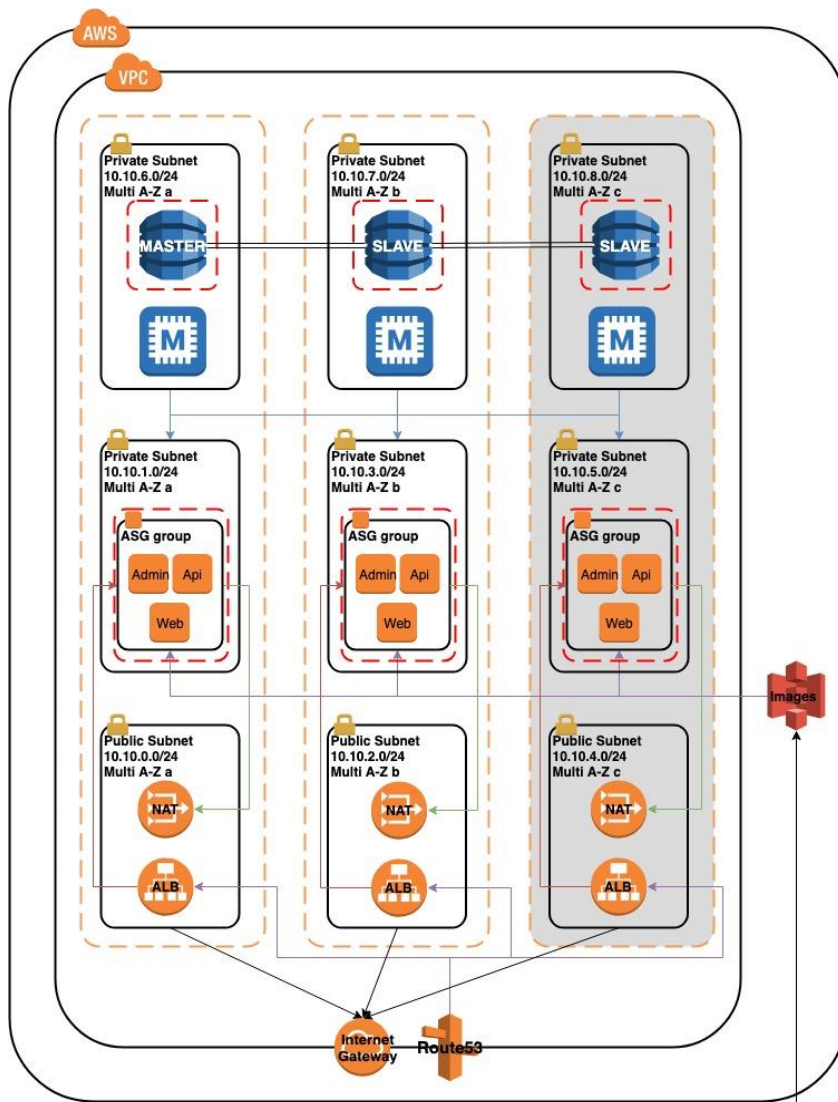 AWS
VPC
Private Subnet
10.10.6.0/24
Multi A-Z a
MASTER
M
Private Subnet
10.10.7.0/24
Multi A-Z b
SLAVE
M
Private Subnet
10.10.8.0/24
Multi A-Z c
SLAVE
M
Private Subnet
10.10.1.0/24
Multi A-Z a
ASG group
Admin
Api
Web
Private Subnet
10.10.3.0/24
Multi A-Z b
ASG group
Admin
Api
Web
Private Subnet
10.10.5.0/24
Multi A-Z c
ASG group
Admin
Api
Web
Images
Public Subnet
10.10.0.0/24
Multi A-Z a
NAT
ALB
Public Subnet
10.10.2.0/24
Multi A-Z b
NAT
ALB
Public Subnet
10.10.4.0/24
Multi A-Z c
NAT
ALB
Internet
Gateway
Route53